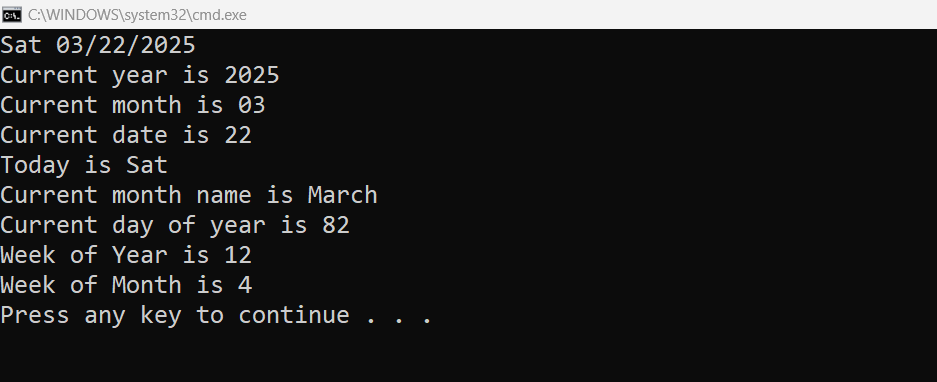 C:\WINDOWS\system32\cmd.exe
Sat 03/22/2025
Current year is 2025
Current month is 03
Current date is 22
Today is Sat
Current month name is March
Current day of year is 82
Week of Year is 12
Week of Month is 4
Press any key to continue . . .